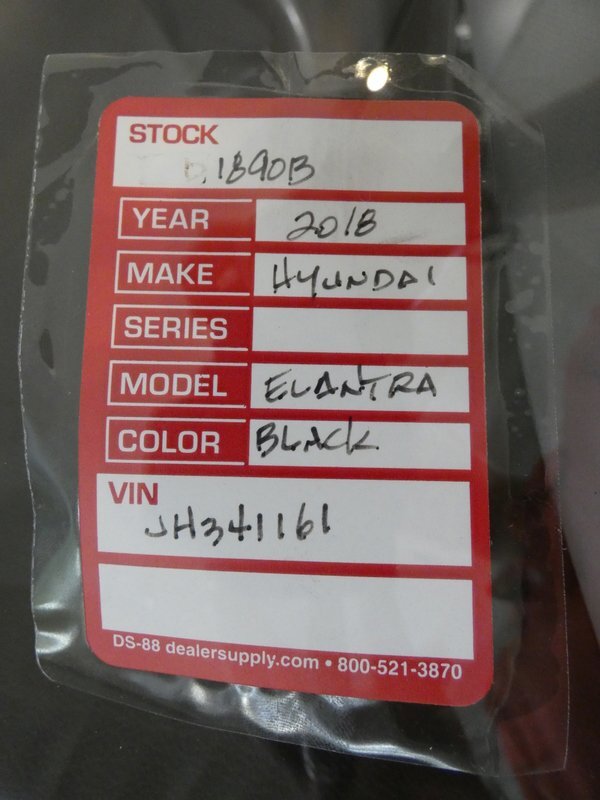 STOCK
1890B
YEAR 2018
MAKE HYUNDAI
SERIES
MODEL ELANTRA
COLOR BLACK
VIN
JH341161
DS-88 dealersupply.com • 800-521-3870